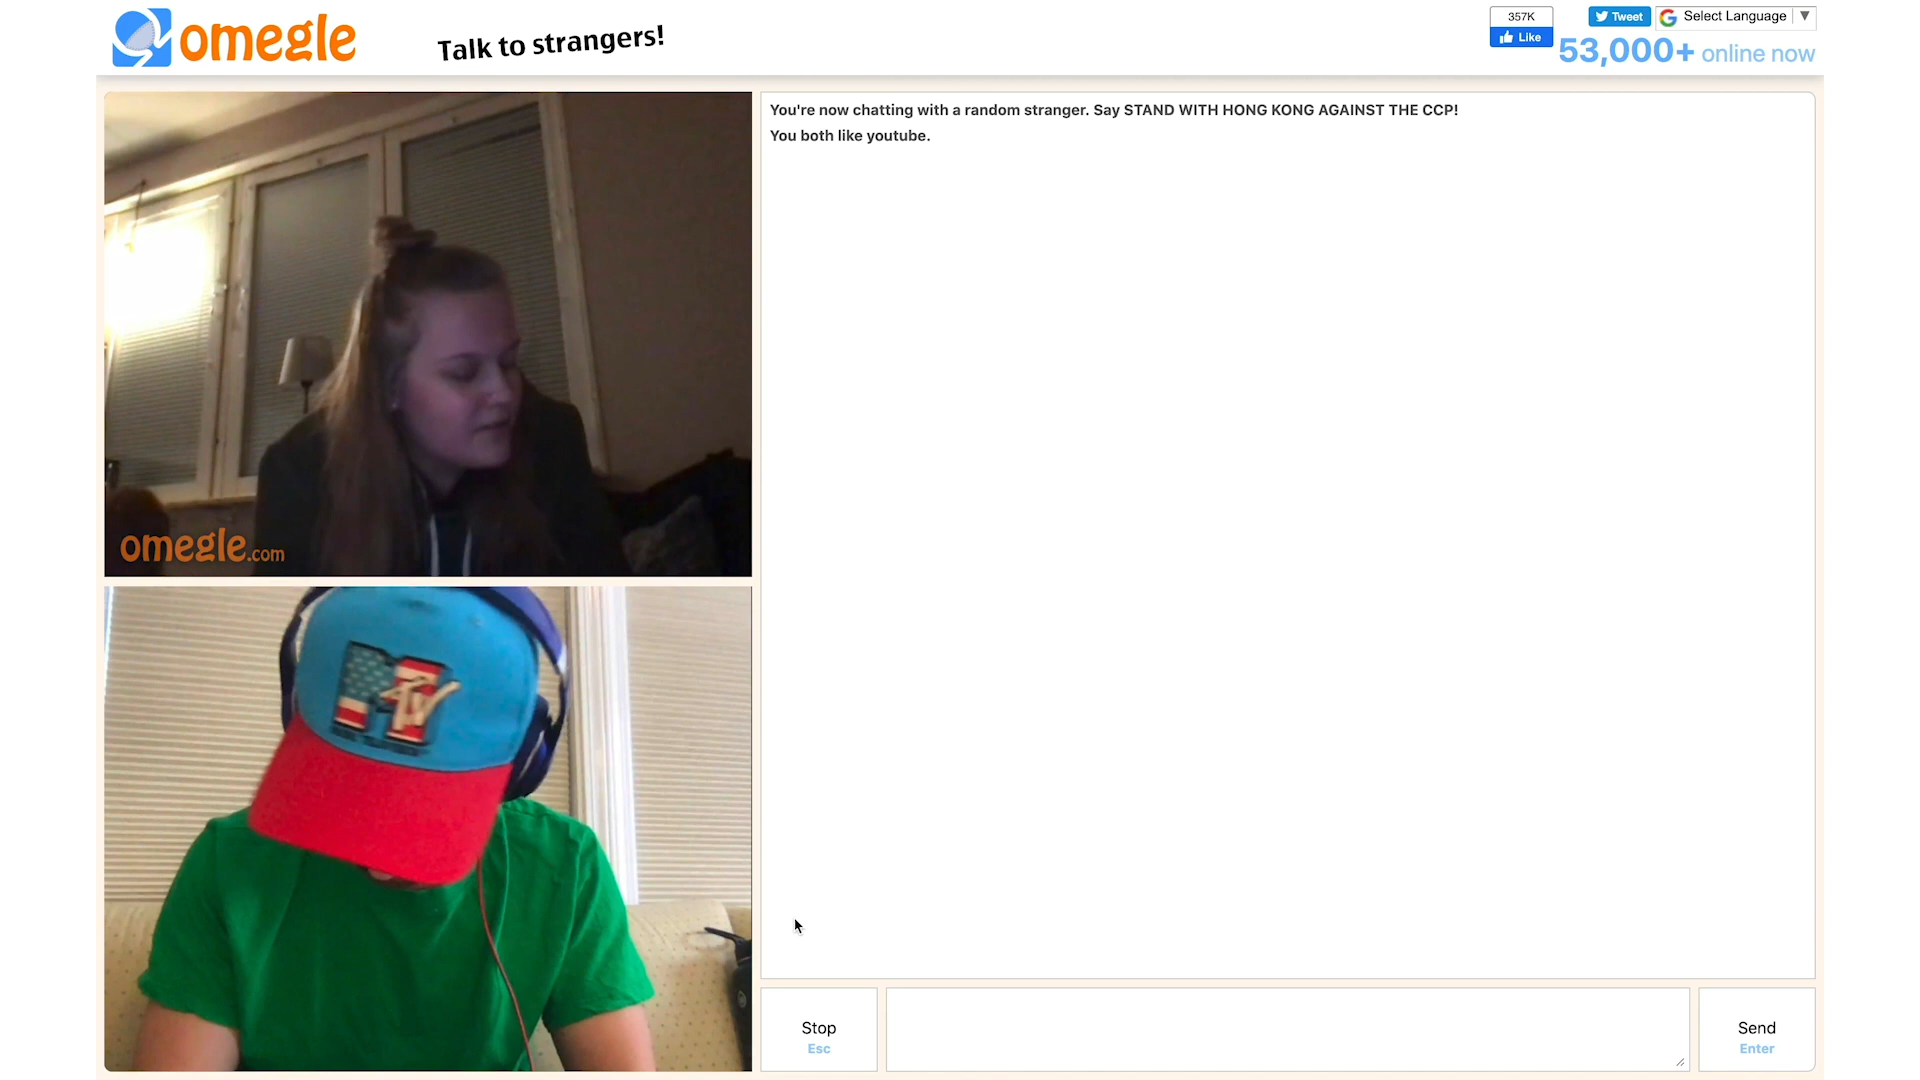 omegle
Talk to strangers!
357K
Like
Tweet
Select Language ▼
53,000+ online now
You're now chatting with a random stranger. Say STAND WITH HONG KONG AGAINST THE CCP!
You both like youtube.
omegle.com
MTV
Stop
Esc
Send
Enter